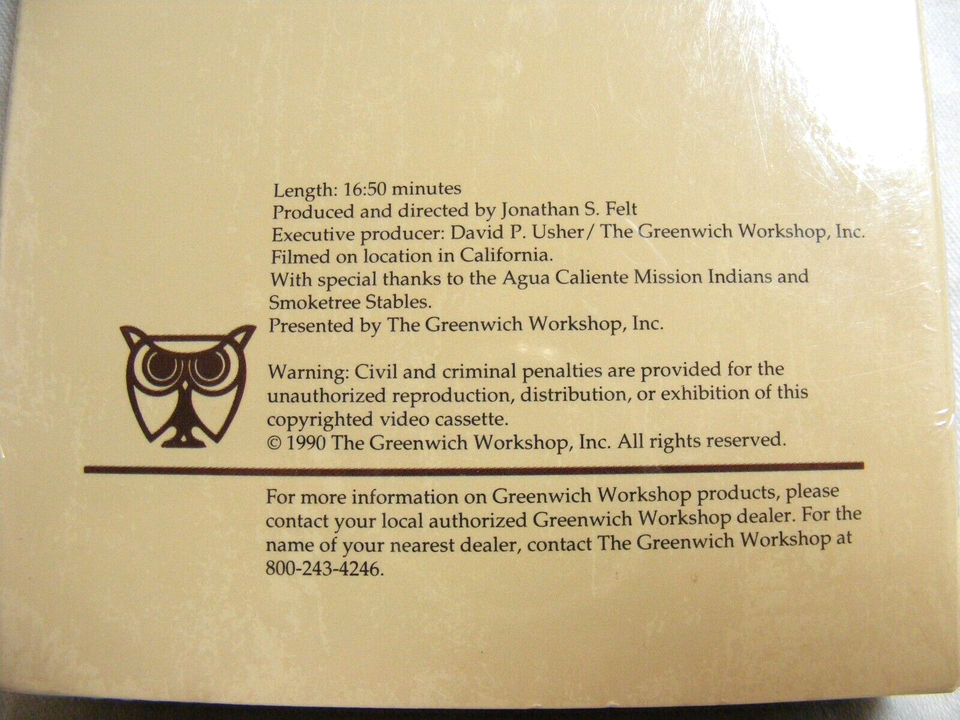 Length: 16:50 minutes
Produced and directed by Jonathan S. Felt
Executive producer: David P. Usher/ The Greenwich Workshop, Inc.
Filmed on location in California.
With special thanks to the Agua Caliente Mission Indians and
Smoketree Stables.
Presented by The Greenwich Workshop, Inc.
Warning: Civil and criminal penalties are provided for the
unauthorized reproduction, distribution, or exhibition of this
copyrighted video cassette.
© 1990 The Greenwich Workshop, Inc. All rights reserved.
For more information on Greenwich Workshop products, please
contact your local authorized Greenwich Workshop dealer. For the
name of your nearest dealer, contact The Greenwich Workshop at
800-243-4246.